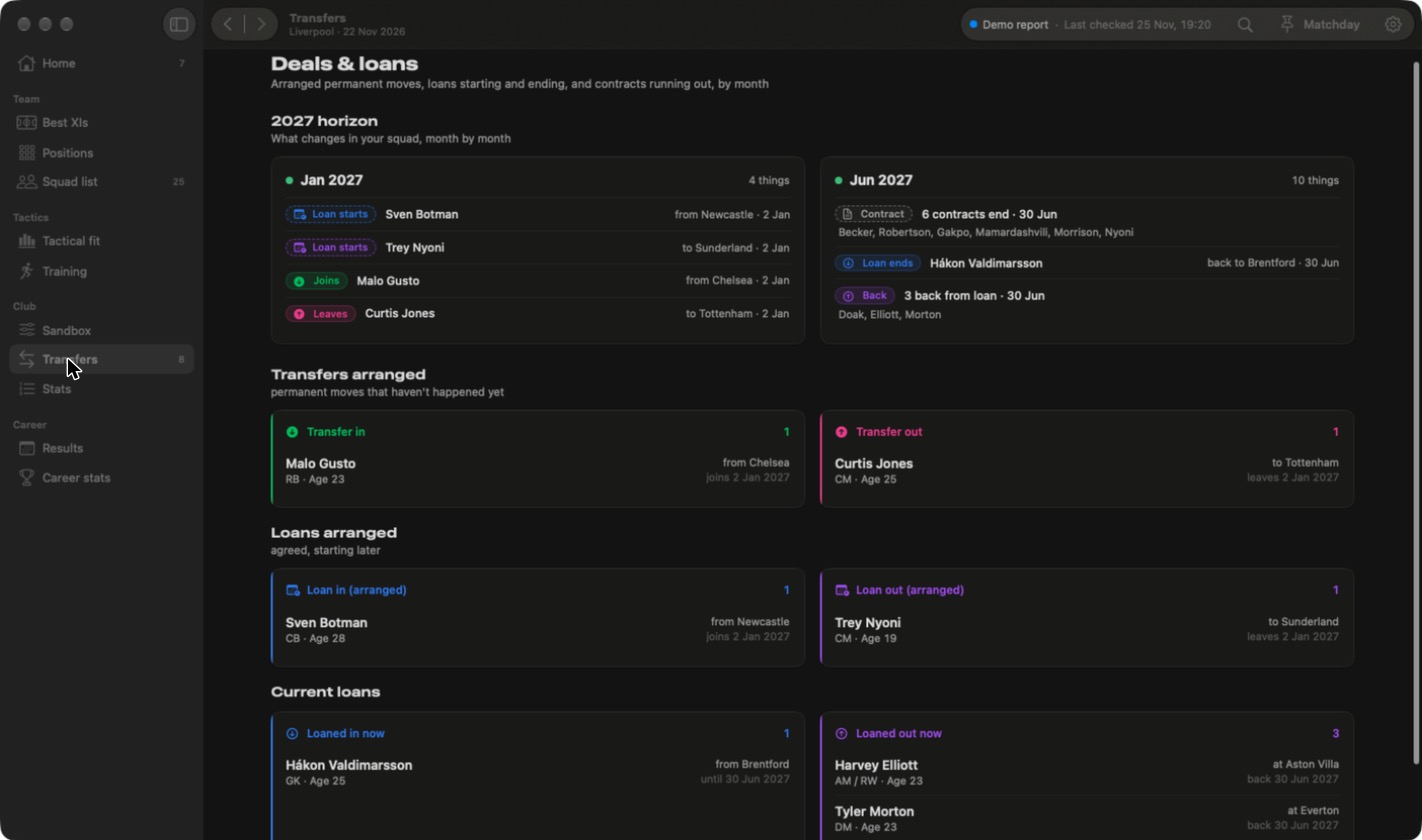 Transfers
Liverpool · 22 Nov 2026
Demo report · Last checked 25 Nov, 19:20
Matchday
Home 7
Team
Best XIs
Positions
Squad list 25
Tactics
Tactical fit
Training
Club
Sandbox
Transfers 8
Stats
Career
Results
Career stats
Deals & loans
Arranged permanent moves, loans starting and ending, and contracts running out, by month
2027 horizon
What changes in your squad, month by month
Jan 2027 4 things
Loan starts Sven Botman from Newcastle · 2 Jan
Loan starts Trey Nyoni to Sunderland · 2 Jan
Joins Malo Gusto from Chelsea · 2 Jan
Leaves Curtis Jones to Tottenham · 2 Jan
Jun 2027 10 things
Contract 6 contracts end · 30 Jun
Becker, Robertson, Gakpo, Mamardashvili, Morrison, Nyoni
Loan ends Hákon Valdimarsson back to Brentford · 30 Jun
Back 3 back from loan · 30 Jun
Doak, Elliott, Morton
Transfers arranged
permanent moves that haven't happened yet
Transfer in 1
Malo Gusto from Chelsea
RB · Age 23 joins 2 Jan 2027
Transfer out 1
Curtis Jones to Tottenham
CM · Age 25 leaves 2 Jan 2027
Loans arranged
agreed, starting later
Loan in (arranged) 1
Sven Botman from Newcastle
CB · Age 28 joins 2 Jan 2027
Loan out (arranged) 1
Trey Nyoni to Sunderland
CM · Age 19 leaves 2 Jan 2027
Current loans
Loaned in now 1
Hákon Valdimarsson from Brentford
GK · Age 25 until 30 Jun 2027
Loaned out now 3
Harvey Elliott at Aston Villa
AM / RW · Age 23 back 30 Jun 2027
Tyler Morton at Everton
DM · Age 23 back 30 Jun 2027